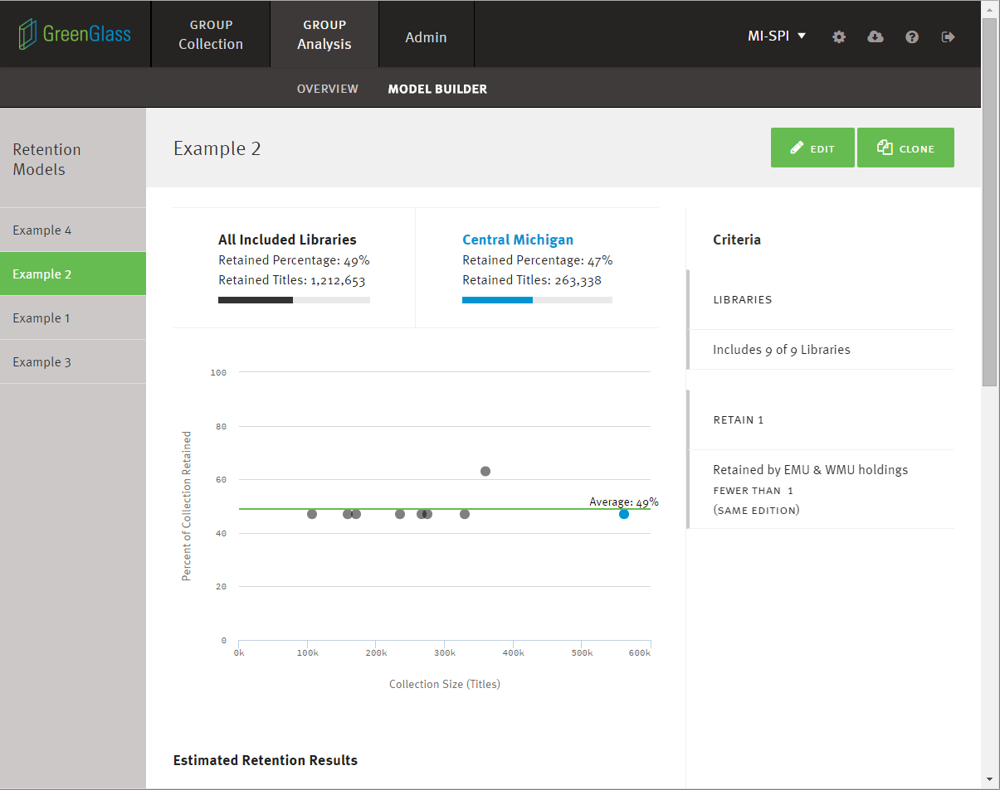 GreenGlass
GROUP
Collection
GROUP
Analysis
Admin
MI-SPI
?
OVERVIEW
MODEL BUILDER
Retention
Models
Example 4
Example 2
Example 1
Example 3
Example 2
EDIT
CLONE
All Included Libraries
Retained Percentage: 49%
Retained Titles: 1,212,653
Central Michigan
Retained Percentage: 47%
Retained Titles: 263,338
100
80
60
40
20
0
Percent of Collection Retained
Average: 49%
0k
100k
200k
300k
400k
500k
600k
Collection Size (Titles)
Estimated Retention Results
Criteria
LIBRARIES
Includes 9 of 9 Libraries
RETAIN 1
Retained by EMU & WMU holdings
FEWER THAN 1
(SAME EDITION)